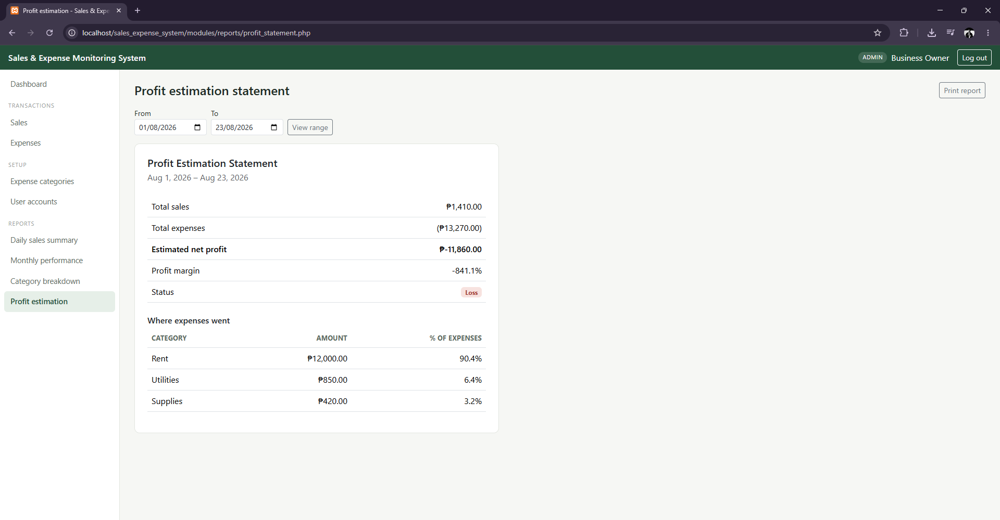 Profit estimation - Sales & Expe
localhost/sales_expense_system/modules/reports/profit_statement.php
Sales & Expense Monitoring System
ADMIN Business Owner Log out
Dashboard
TRANSACTIONS
Sales
Expenses
SETUP
Expense categories
User accounts
REPORTS
Daily sales summary
Monthly performance
Category breakdown
Profit estimation
Profit estimation statement
Print report
From To
01/08/2026 23/08/2026 View range
Profit Estimation Statement
Aug 1, 2026 – Aug 23, 2026
Total sales ₱1,410.00
Total expenses (₱13,270.00)
Estimated net profit ₱-11,860.00
Profit margin -841.1%
Status Loss
Where expenses went
CATEGORY AMOUNT % OF EXPENSES
Rent ₱12,000.00 90.4%
Utilities ₱850.00 6.4%
Supplies ₱420.00 3.2%